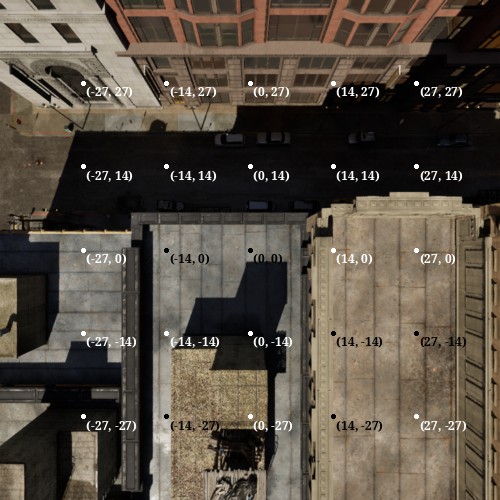 (-27, 27) (-14, 27) (0, 27) (14, 27) (27, 27)
(-27, 14) (-14, 14) (0, 14) (14, 14) (27, 14)
(-27, 0) (-14, 0) (0, 0) (14, 0) (27, 0)
(-27, -14) (-14, -14) (0, -14) (14, -14) (27, -14)
(-27, -27) (-14, -27) (0, -27) (14, -27) (27, -27)